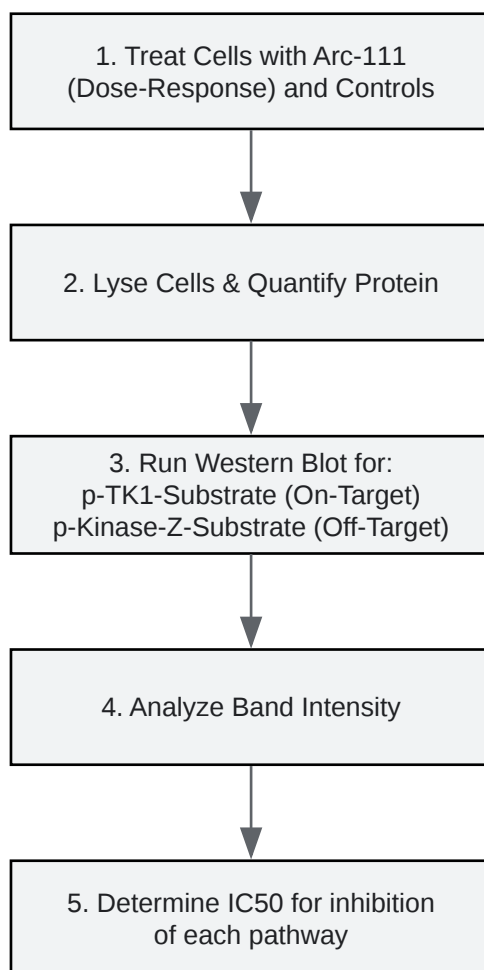 1. Treat Cells with Arc-111
(Dose-Response) and Controls
2. Lyse Cells & Quantify Protein
3. Run Western Blot for:
p-TK1-Substrate (On-Target)
p-Kinase-Z-Substrate (Off-Target)
4. Analyze Band Intensity
5. Determine IC50 for inhibition
of each pathway